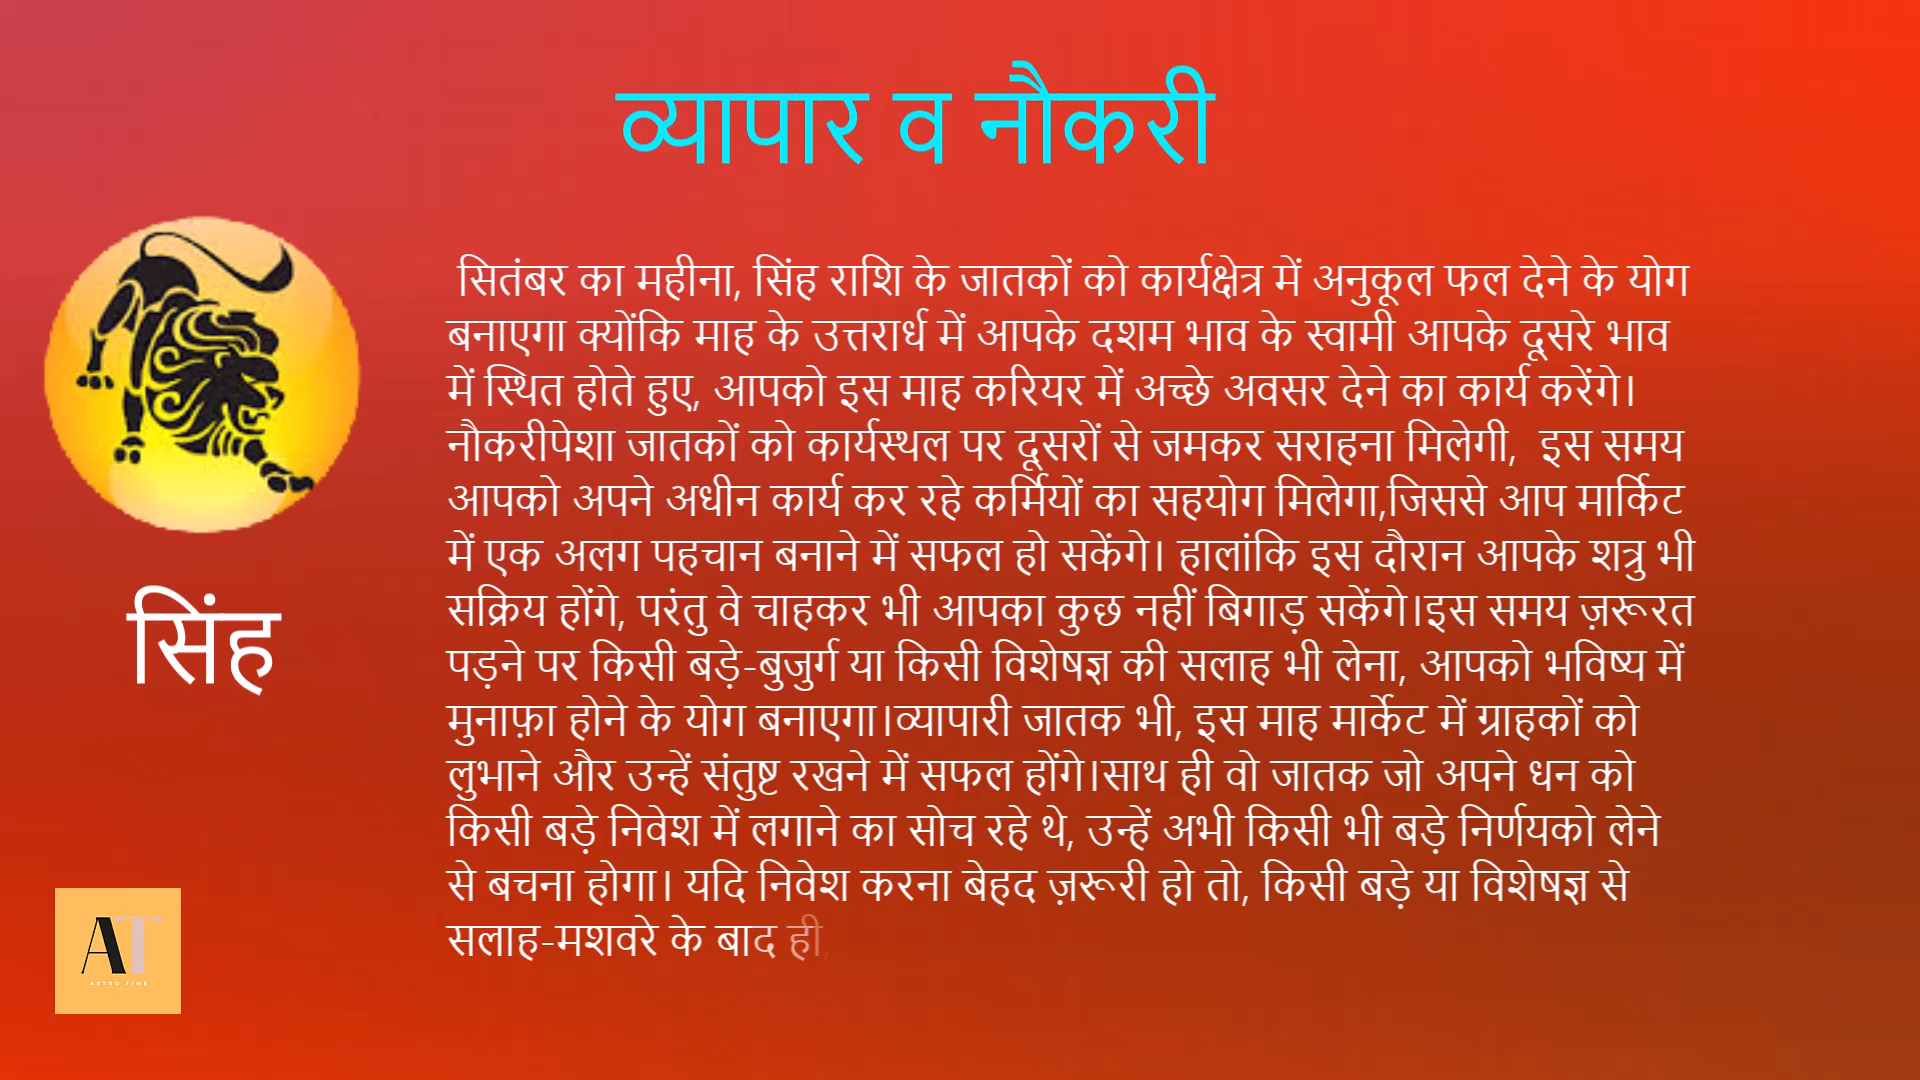 व्यापार व नौकरी
सितंबर का महीना, सिंह राशि के जातकों को कार्यक्षेत्र में अनुकूल फल देने के योग
बनाएगा क्योंकि माह के उत्तरार्ध में आपके दशम भाव के स्वामी आपके दूसरे भाव
में स्थित होते हुए, आपको इस माह करियर में अच्छे अवसर देने का कार्य करेंगे।
नौकरीपेशा जातकों को कार्यस्थल पर दूसरों से जमकर सराहना मिलेगी, इस समय
आपको अपने अधीन कार्य कर रहे कर्मियों का सहयोग मिलेगा,जिससे आप मार्किट
में एक अलग पहचान बनाने में सफल हो सकेंगे। हालांकि इस दौरान आपके शत्रु भी
सक्रिय होंगे, परंतु वे चाहकर भी आपका कुछ नहीं बिगाड़ सकेंगे।इस समय ज़रूरत
पड़ने पर किसी बड़े-बुजुर्ग या किसी विशेषज्ञ की सलाह भी लेना, आपको भविष्य में
मुनाफ़ा होने के योग बनाएगा।व्यापारी जातक भी, इस माह मार्केट में ग्राहकों को
लुभाने और उन्हें संतुष्ट रखने में सफल होंगे।साथ ही वो जातक जो अपने धन को
किसी बड़े निवेश में लगाने का सोच रहे थे, उन्हें अभी किसी भी बड़े निर्णयको लेने
से बचना होगा। यदि निवेश करना बेहद ज़रूरी हो तो, किसी बड़े या विशेषज्ञ से
सलाह-मशवरे के बाद ही,
सिंह
AT
ASTRO TIME